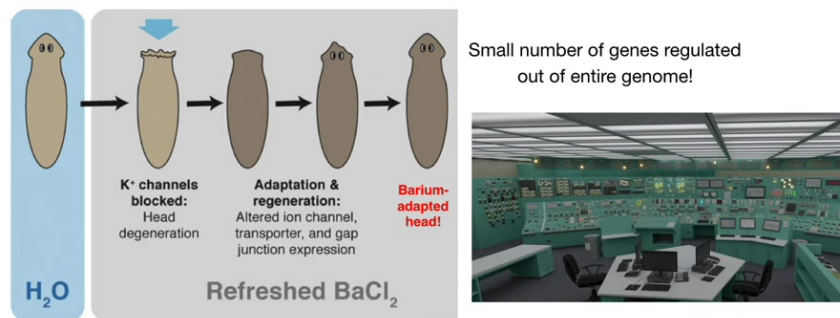 Small number of genes regulated
out of entire genome!
K⁺ channels
blocked:
Head
degeneration
Adaptation &
regeneration:
Altered ion channel,
transporter, and gap
junction expression
Barium-
adapted
head!
H₂O
Refreshed BaCl₂